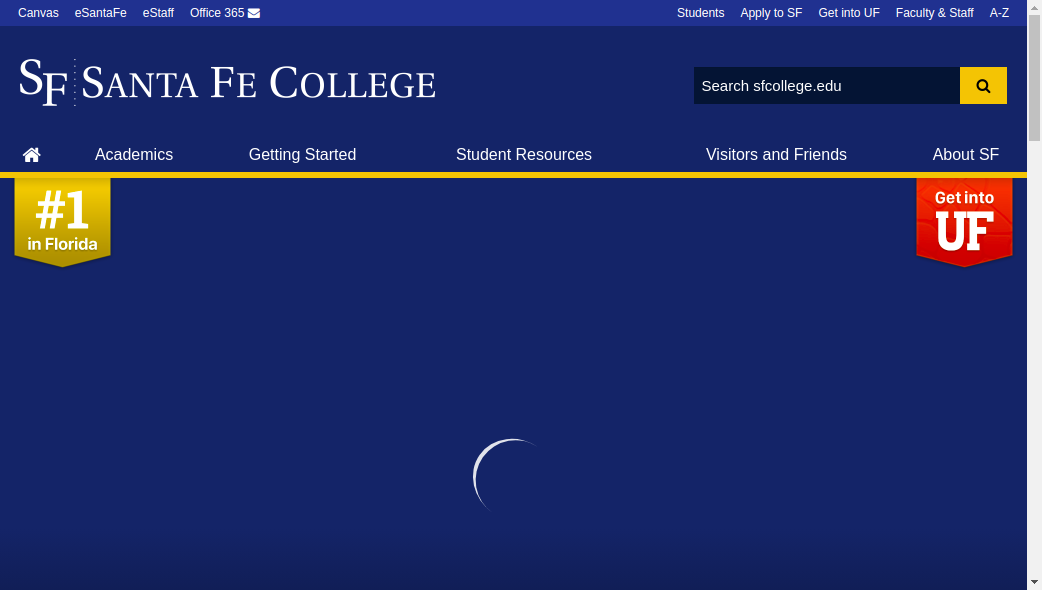 Canvas eSantaFe eStaff Office 365 Students Apply to SF Get into UF Faculty & Staff A-Z
SF SANTA FE COLLEGE
Search sfcollege.edu
Academics Getting Started Student Resources Visitors and Friends About SF
#1
in Florida
Get into
UF